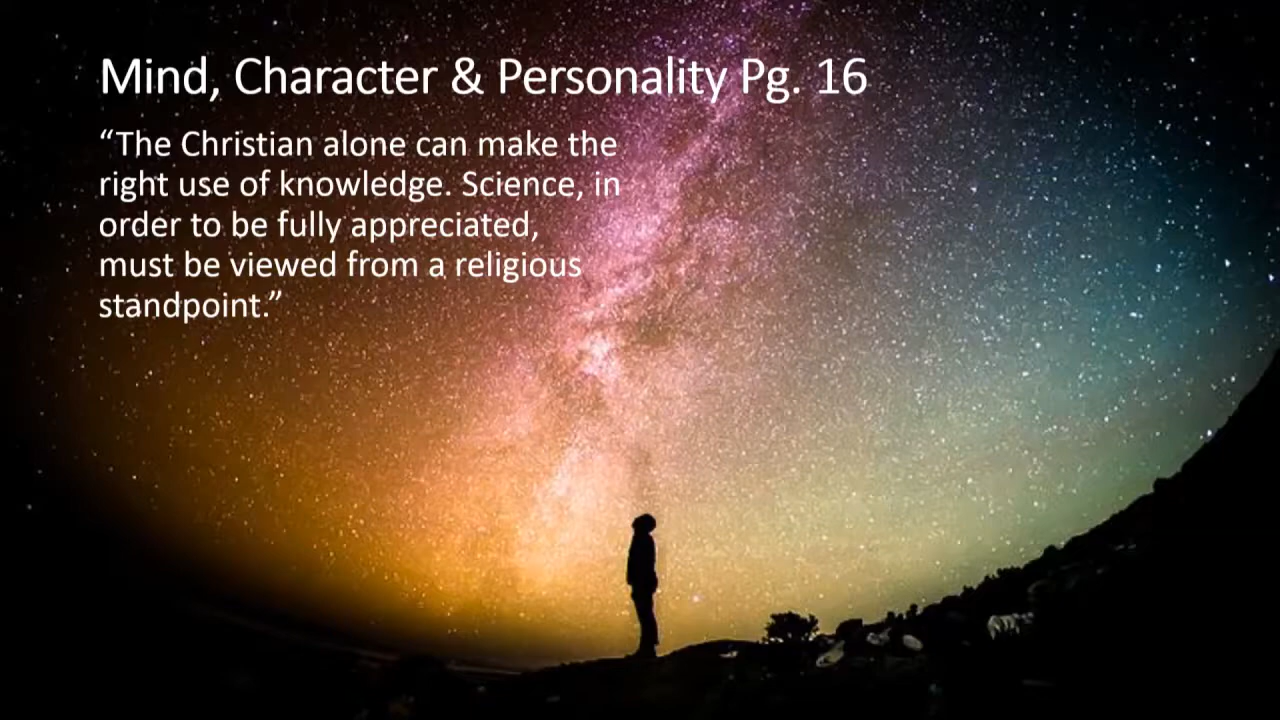 Mind, Character & Personality Pg. 16
“The Christian alone can make the
right use of knowledge. Science, in
order to be fully appreciated,
must be viewed from a religious
standpoint.”